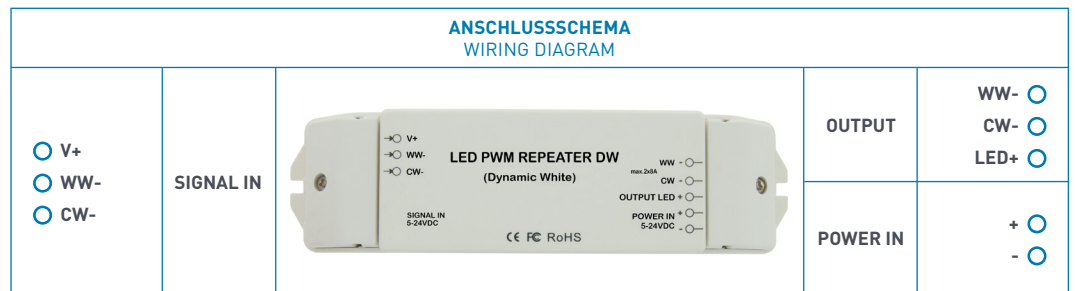 ANSCHLUSSSCHEMA
WIRING DIAGRAM
V+
WW-
CW-
SIGNAL IN
V+
WW-
CW-
LED PWM REPEATER DW
(Dynamic White)
SIGNAL IN
5-24VDC
CE FC RoHS
WW -
max.2x8A
CW -
OUTPUT LED +
POWER IN +
5-24VDC -
OUTPUT
WW-
CW-
LED+
POWER IN
+
-